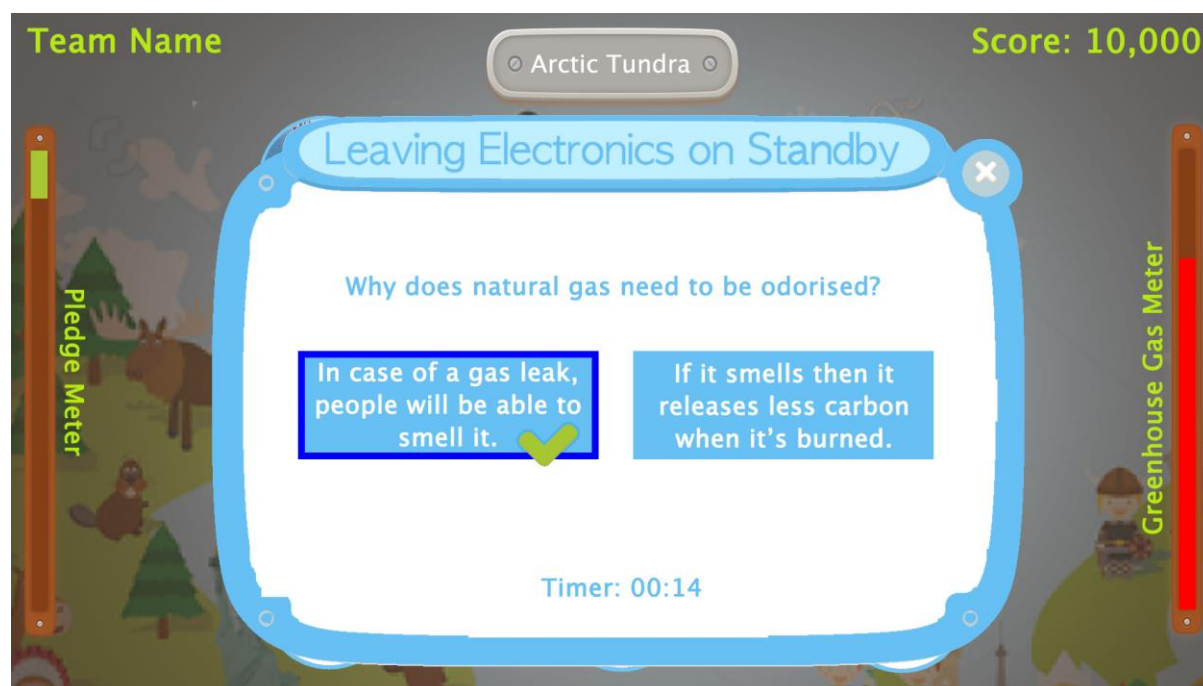 Team Name
Arctic Tundra
Score: 10,000
Leaving Electronics on Standby
Why does natural gas need to be odorised?
In case of a gas leak,
people will be able to
smell it.
If it smells then it
releases less carbon
when it's burned.
Timer: 00:14
Pledge Meter
Greenhouse Gas Meter